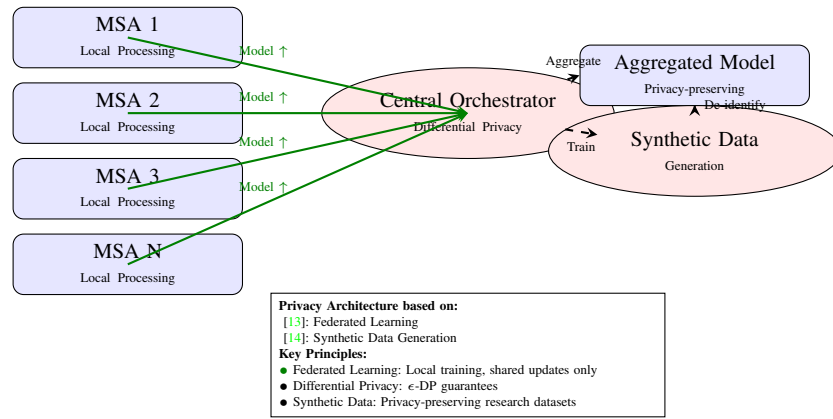 MSA 1
Local Processing
Model ↑
MSA 2
Local Processing
Model ↑
MSA 3
Local Processing
Model ↑
MSA N
Local Processing
Model ↑
Central Orchestrator
Differential Privacy
Aggregate
Train
Aggregated Model
Privacy-preserving
De-identify
Synthetic Data
Generation
Privacy Architecture based on:
[13]: Federated Learning
[14]: Synthetic Data Generation
Key Principles:
● Federated Learning: Local training, shared updates only
● Differential Privacy: ϵ-DP guarantees
● Synthetic Data: Privacy-preserving research datasets